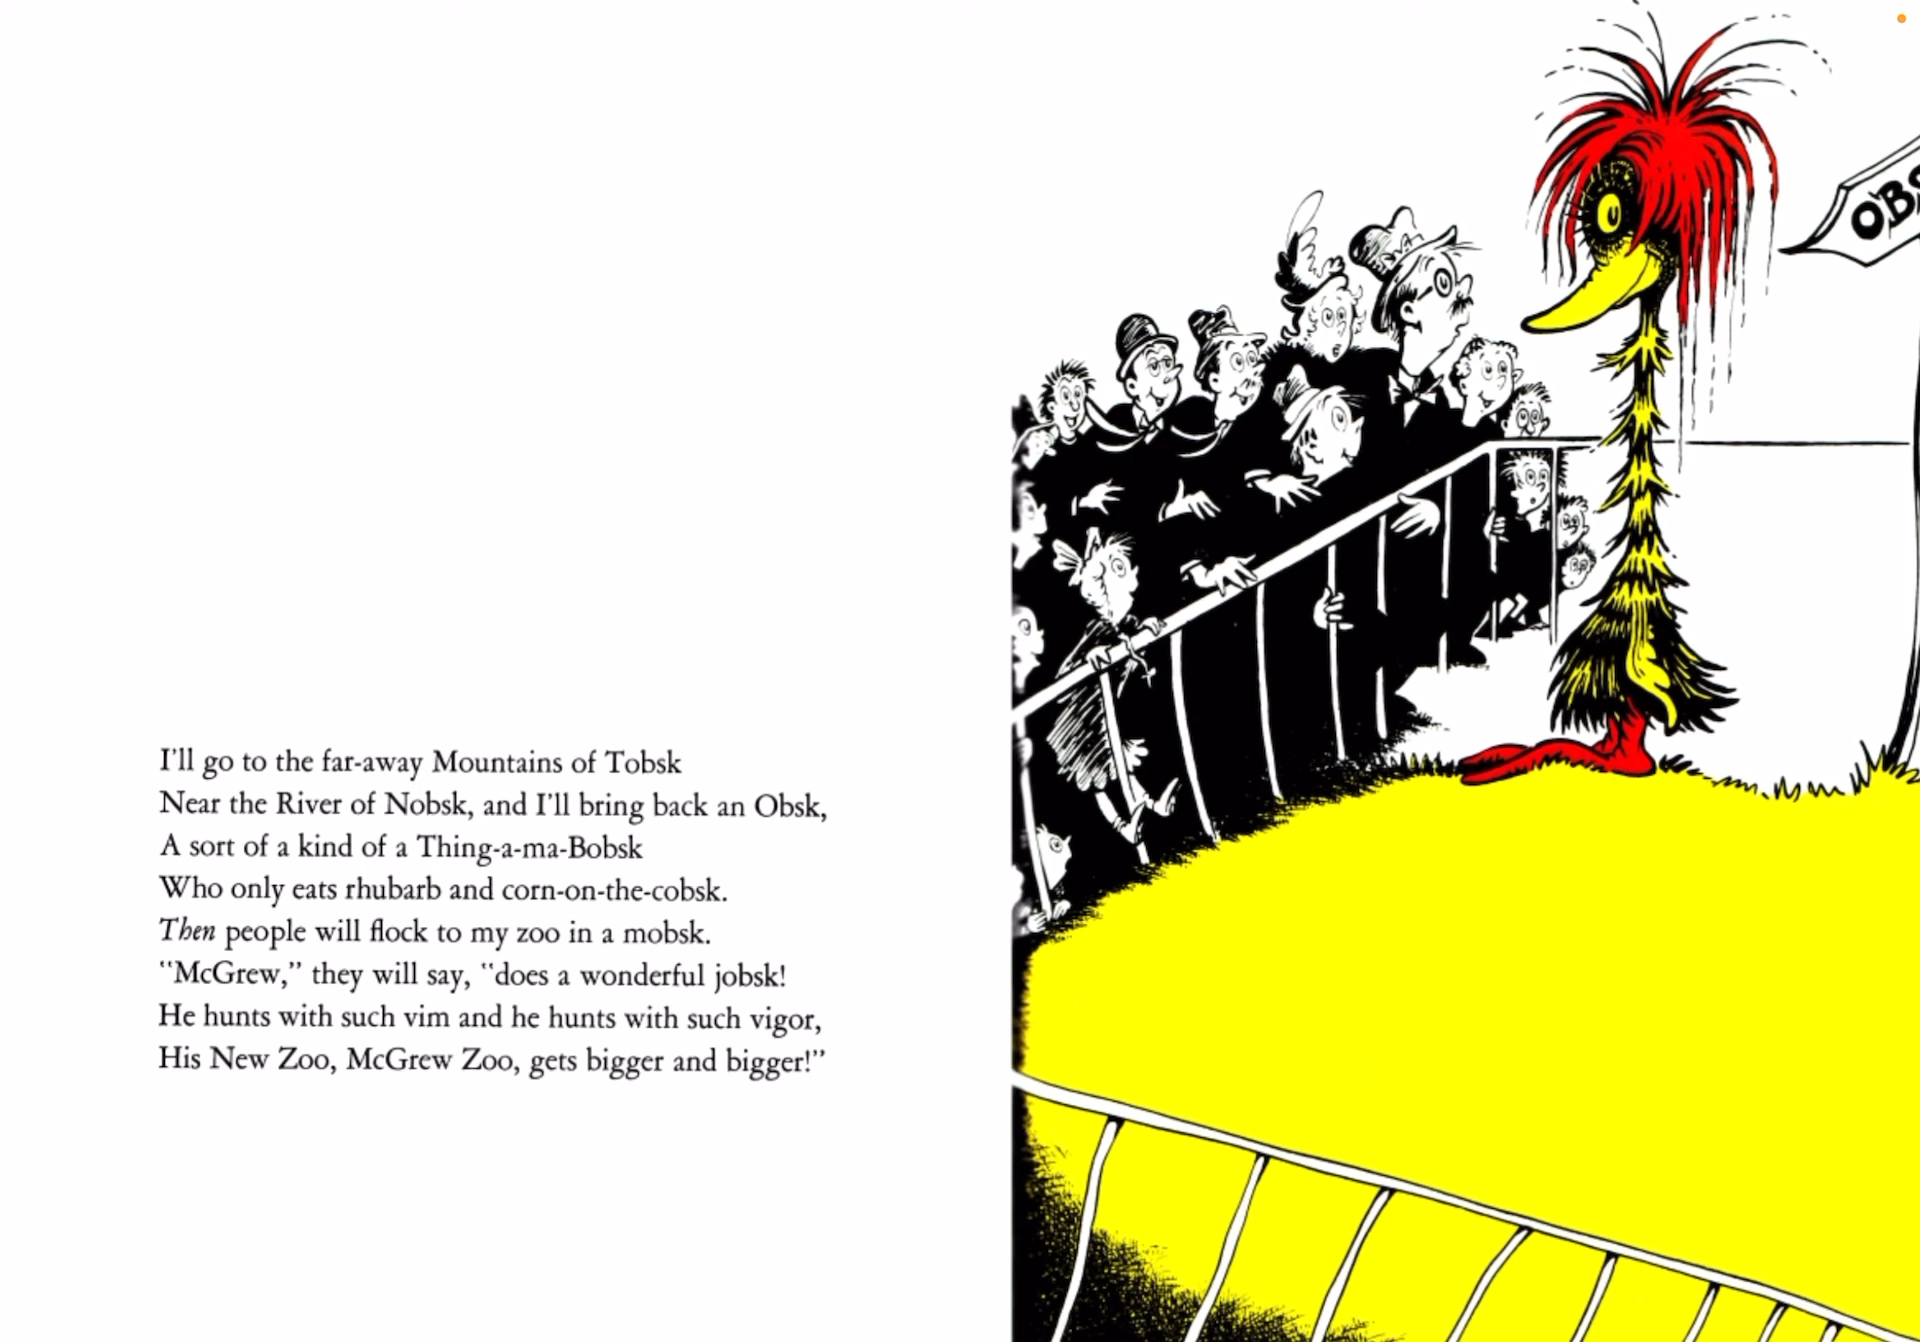 I'll go to the far-away Mountains of Tobsk
Near the River of Nobsk, and I'll bring back an Obsk,
A sort of a kind of a Thing-a-ma-Bobsk
Who only eats rhubarb and corn-on-the-cobsk.
Then people will flock to my zoo in a mobsk.
"McGrew," they will say, "does a wonderful jobsk!
He hunts with such vim and he hunts with such vigor,
His New Zoo, McGrew Zoo, gets bigger and bigger!"
OBS